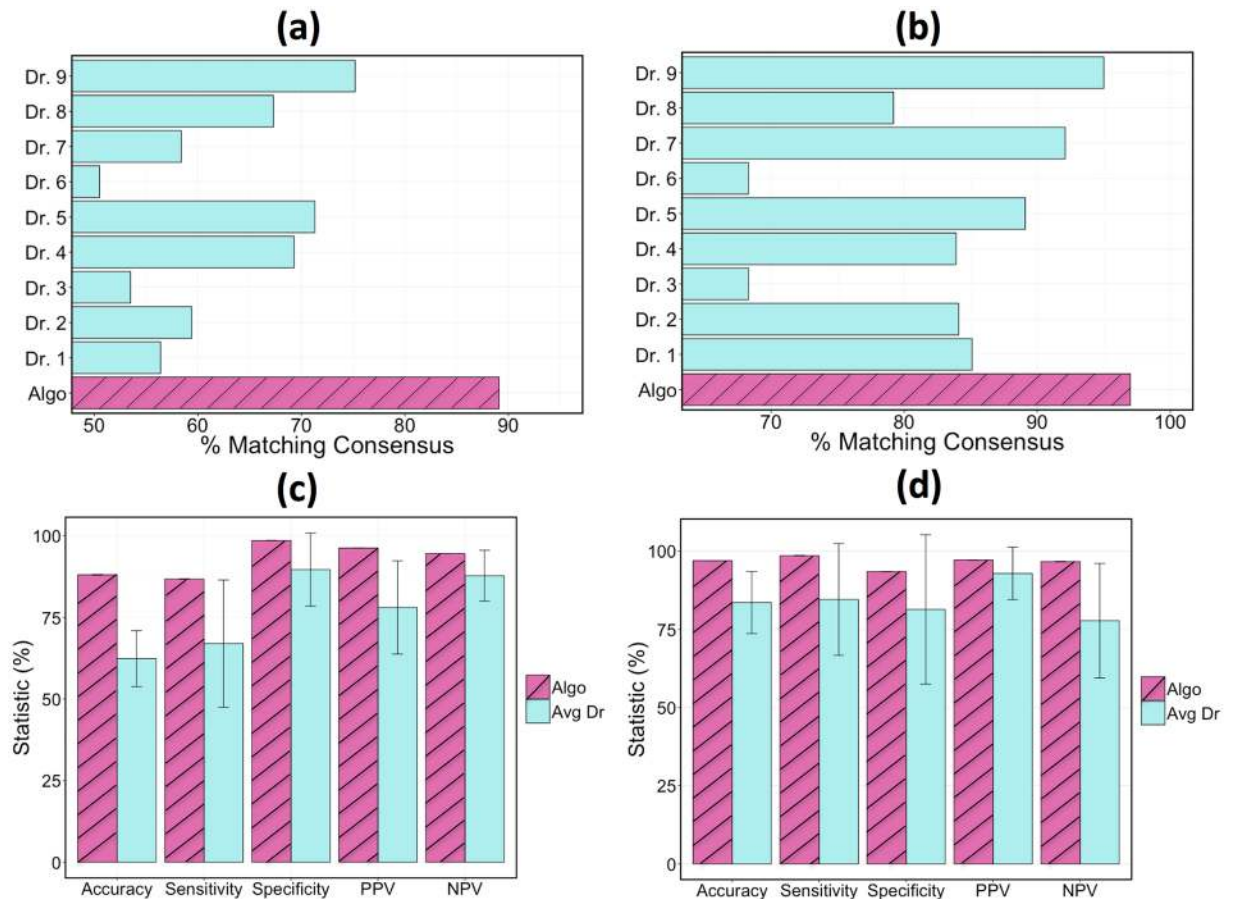 (a)
Dr. 9
Dr. 8
Dr. 7
Dr. 6
Dr. 5
Dr. 4
Dr. 3
Dr. 2
Dr. 1
Algo
50 60 70 80 90
% Matching Consensus
(b)
Dr. 9
Dr. 8
Dr. 7
Dr. 6
Dr. 5
Dr. 4
Dr. 3
Dr. 2
Dr. 1
Algo
70 80 90 100
% Matching Consensus
(c)
Statistic (%)
100
75
50
25
0
Accuracy Sensitivity Specificity PPV NPV
Algo
Avg Dr
(d)
Statistic (%)
100
75
50
25
0
Accuracy Sensitivity Specificity PPV NPV
Algo
Avg Dr